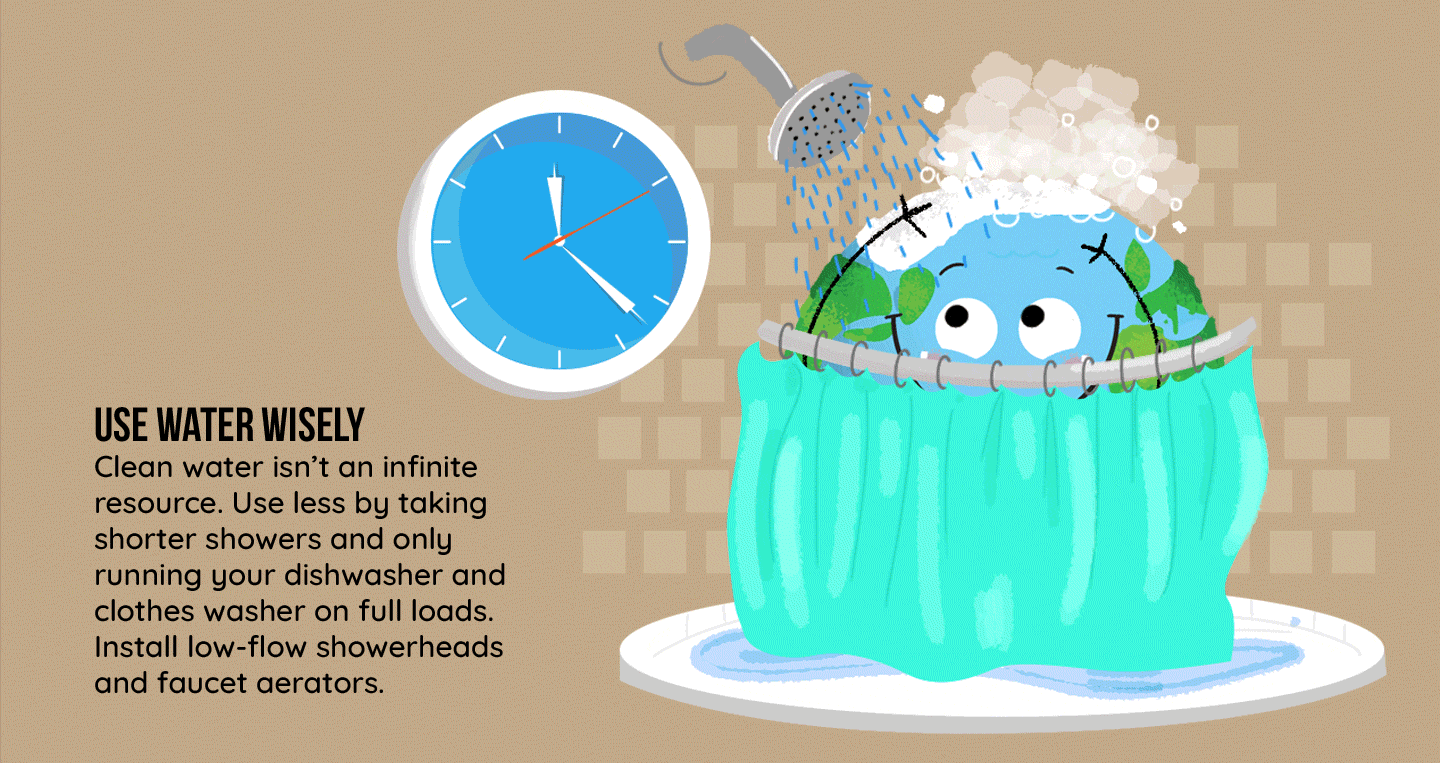 USE WATER WISELY
Clean water isn’t an infinite
resource. Use less by taking
shorter showers and only
running your dishwasher and
clothes washer on full loads.
Install low-flow showerheads
and faucet aerators.